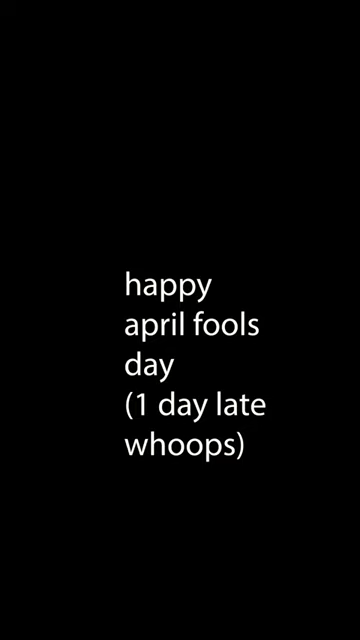 happy
april fools
day
(1 day late
whoops)